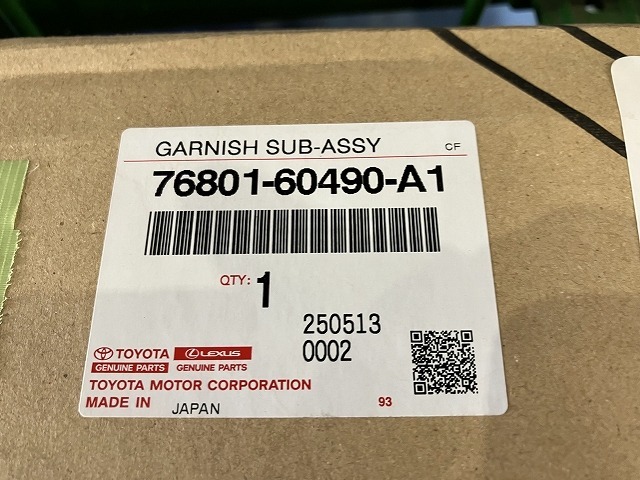 GARNISH SUB-ASSY CF
76801-60490-A1
QTY: 1
250513
0002
TOYOTA LEXUS
GENUINE PARTS GENUINE PARTS
TOYOTA MOTOR CORPORATION
MADE IN JAPAN 93